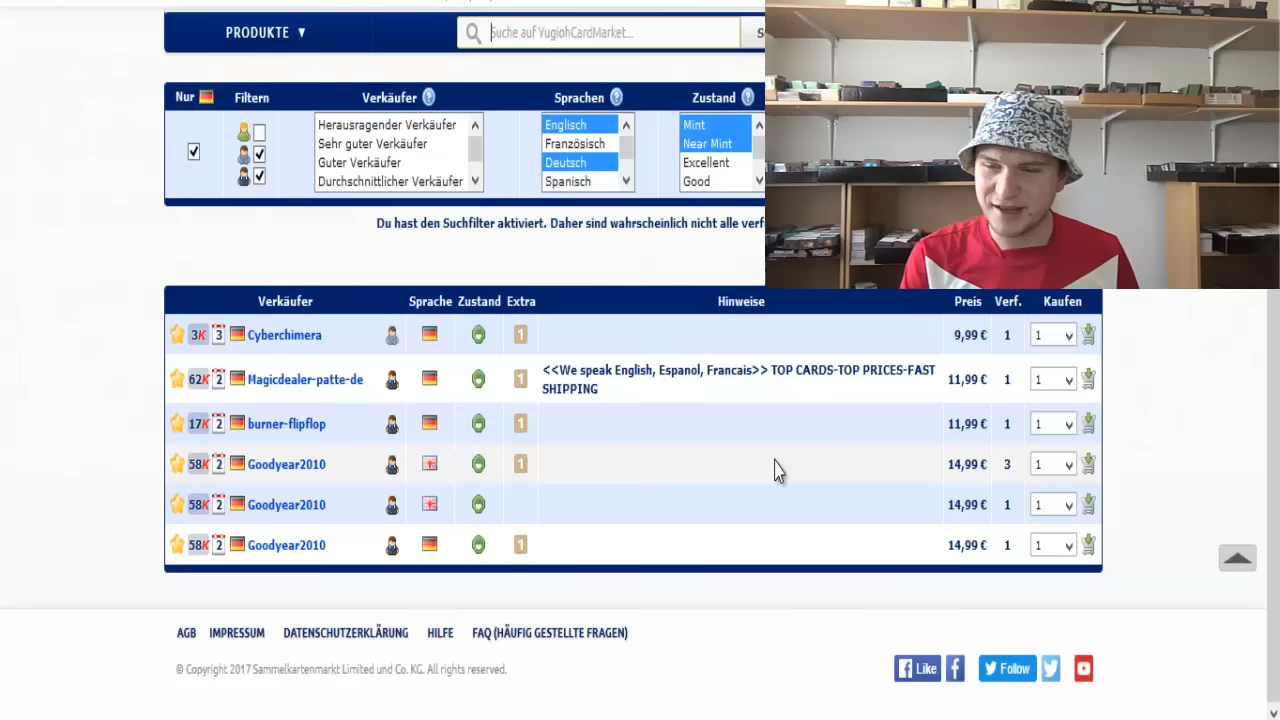 PRODUKTE ▼
Suche auf YugiohCardMarket...
S
Nur Filtern Verkäufer ? Sprachen ? Zustand ?
Herausragender Verkäufer Englisch Mint
Sehr guter Verkäufer Französisch Near Mint
Guter Verkäufer Deutsch Excellent
Durchschnittlicher Verkäufer Spanisch Good
Du hast den Suchfilter aktiviert. Daher sind wahrscheinlich nicht alle verf
Verkäufer Sprache Zustand Extra Hinweise Preis Verf. Kaufen
3K 3 Cyberchimera 1 9,99 € 1 1
62K 2 Magicdealer-patte-de 1 <<We speak English, Espanol, Francais>> TOP CARDS-TOP PRICES-FAST SHIPPING 11,99 € 1 1
17K 2 burner-flipflop 1 11,99 € 1 1
58K 2 Goodyear2010 1 14,99 € 3 1
58K 2 Goodyear2010 14,99 € 1 1
58K 2 Goodyear2010 1 14,99 € 1 1
AGB IMPRESSUM DATENSCHUTZERKLÄRUNG HILFE FAQ (HÄUFIG GESTELLTE FRAGEN)
© Copyright 2017 Sammelkartenmarkt Limited und Co. KG. All rights reserved.
Like Follow